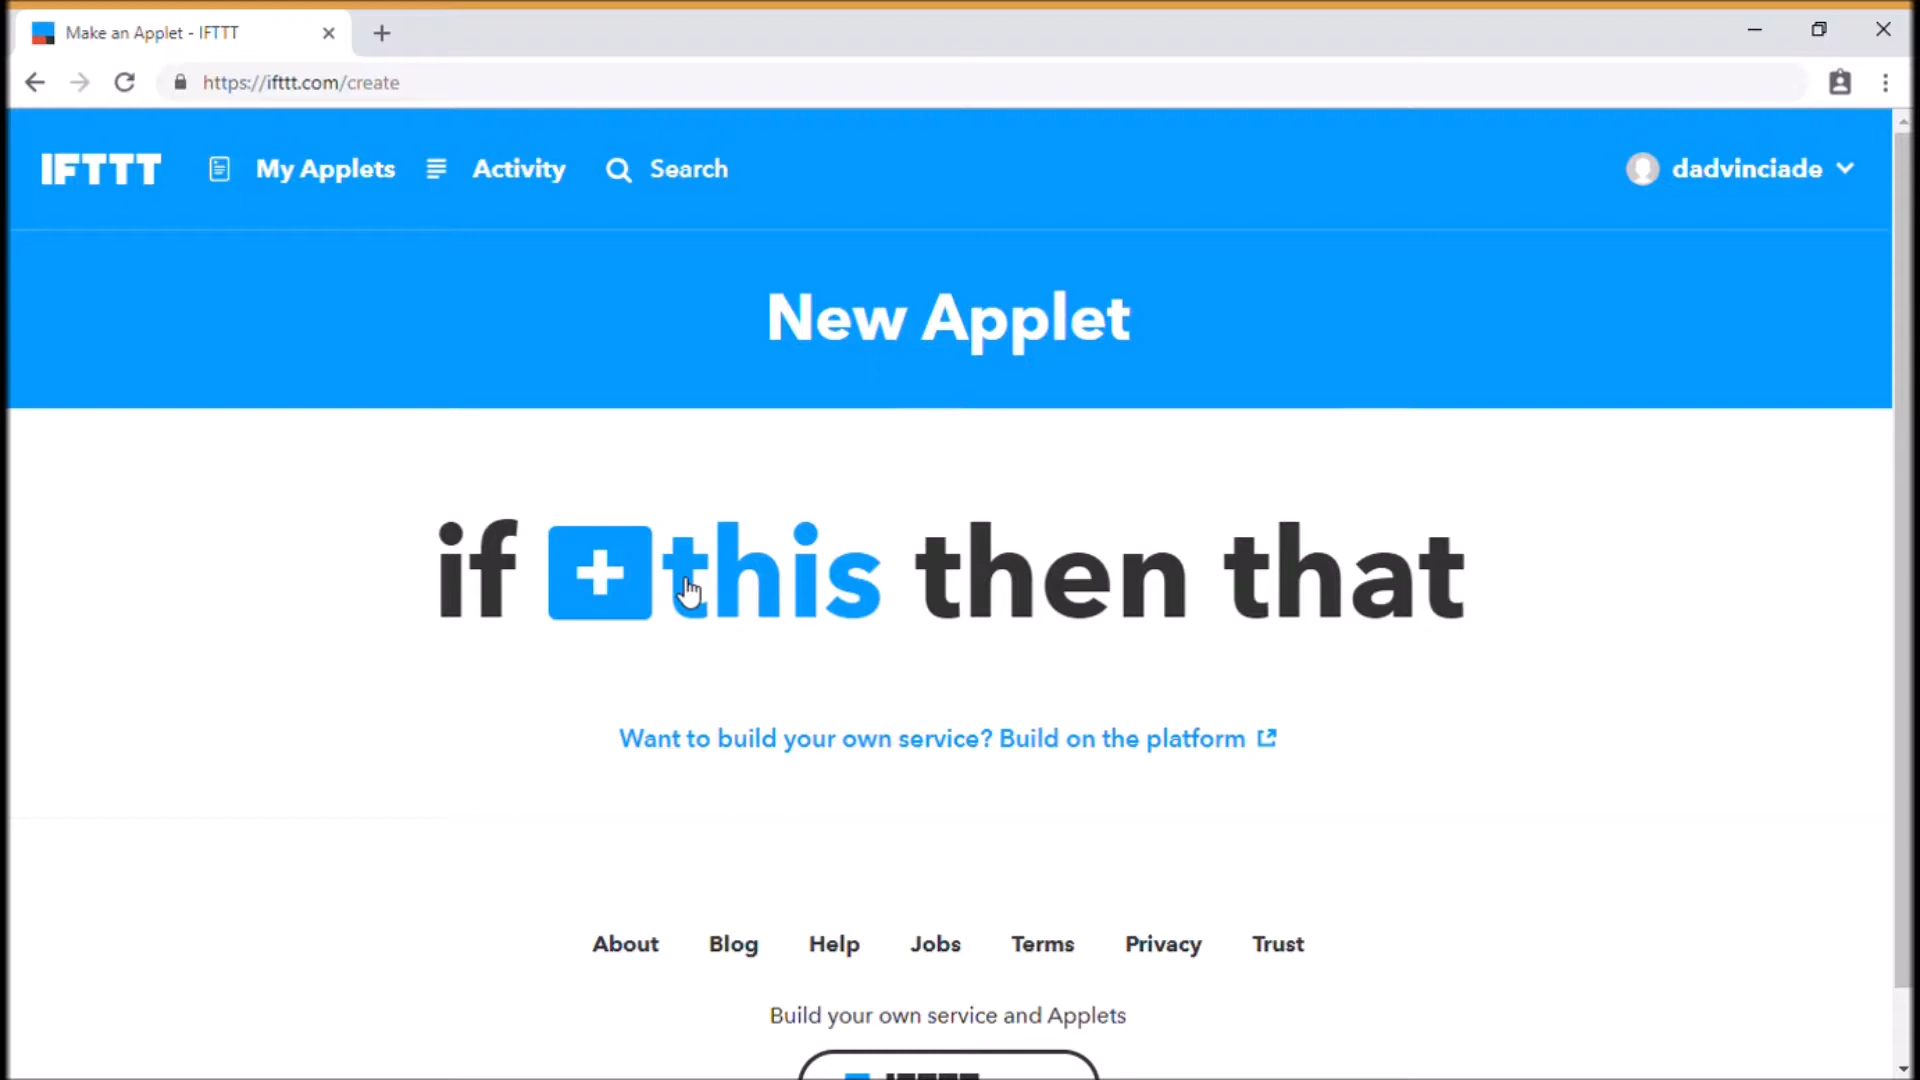 Make an Applet - IFTTT
https://ifttt.com/create
IFTTT My Applets Activity Search dadvinciade
New Applet
if +this then that
Want to build your own service? Build on the platform
About Blog Help Jobs Terms Privacy Trust
Build your own service and Applets